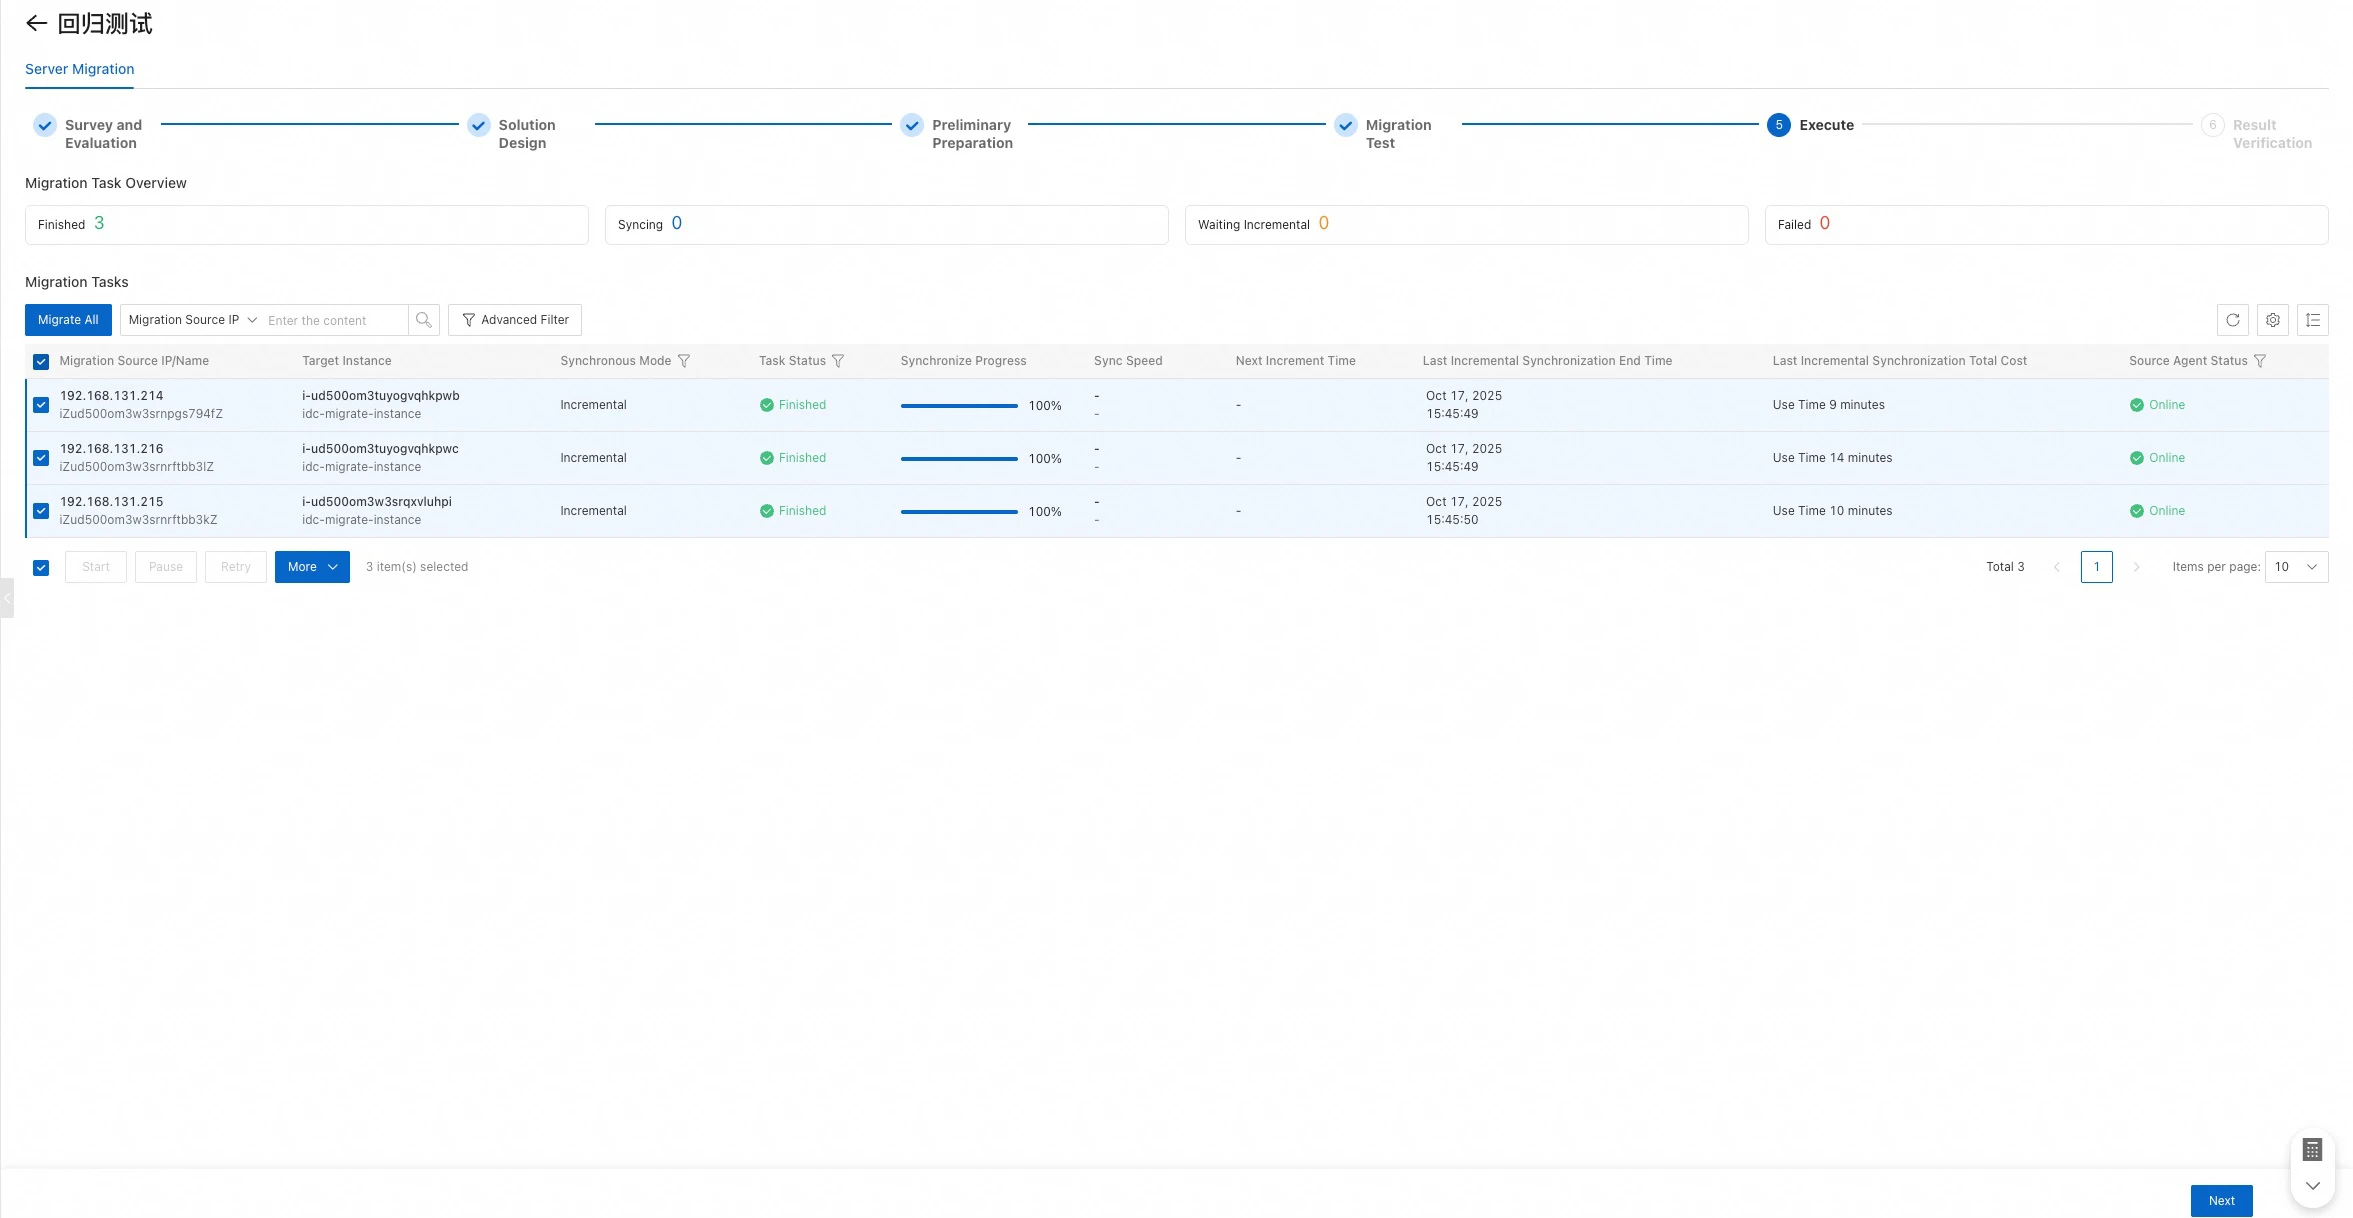 回归测试
Server Migration
Survey and Evaluation
Solution Design
Preliminary Preparation
Migration Test
5 Execute
6 Result Verification
Migration Task Overview
Finished 3
Syncing 0
Waiting Incremental 0
Failed 0
Migration Tasks
Migrate All Migration Source IP Enter the content Advanced Filter
Migration Source IP/Name Target Instance Synchronous Mode Task Status Synchronize Progress Sync Speed Next Increment Time Last Incremental Synchronization End Time Last Incremental Synchronization Total Cost Source Agent Status
192.168.131.214 i-ud500om3tuyogvqhkpwb Incremental Finished 100% - - Oct 17, 2025 Use Time 9 minutes Online
iZud500om3w3srnpgs794fZ idc-migrate-instance - 15:45:49
192.168.131.216 i-ud500om3tuyogvqhkpwc Incremental Finished 100% - - Oct 17, 2025 Use Time 14 minutes Online
iZud500om3w3srnrftbb3lZ idc-migrate-instance - 15:45:49
192.168.131.215 i-ud500om3w3srqxvluhpi Incremental Finished 100% - - Oct 17, 2025 Use Time 10 minutes Online
iZud500om3w3srnrftbb3kZ idc-migrate-instance - 15:45:50
Start Pause Retry More 3 item(s) selected Total 3 1 Items per page: 10
Next